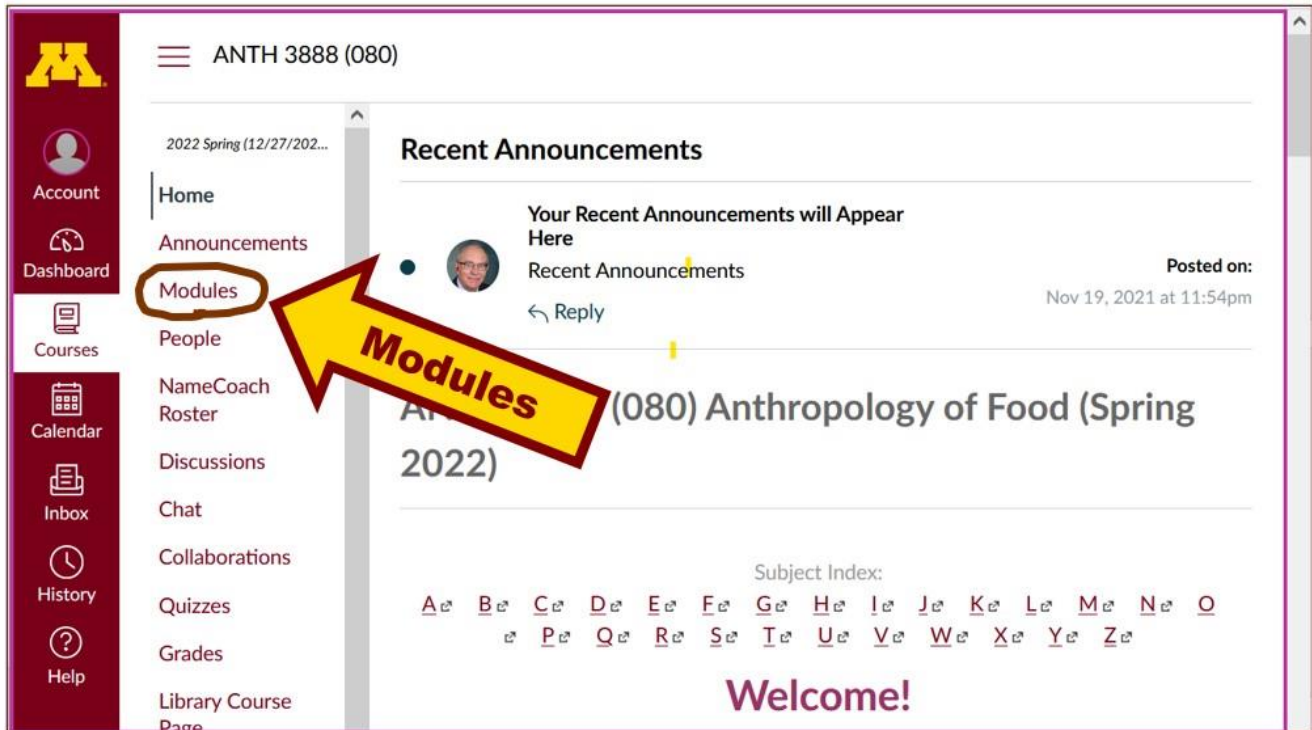 ANTH 3888 (080)
Account
Dashboard
Courses
Calendar
Inbox
History
Help
2022 Spring (12/27/202...
Home
Announcements
Modules
People
NameCoach
Roster
Discussions
Chat
Collaborations
Quizzes
Grades
Library Course
Page
Recent Announcements
Your Recent Announcements will Appear
Here
Recent Announcements
Reply
Posted on:
Nov 19, 2021 at 11:54pm
Modules
(080) Anthropology of Food (Spring
2022)
Subject Index:
A B C D E F G H I J K L M N O
P Q R S T U V W X Y Z
Welcome!